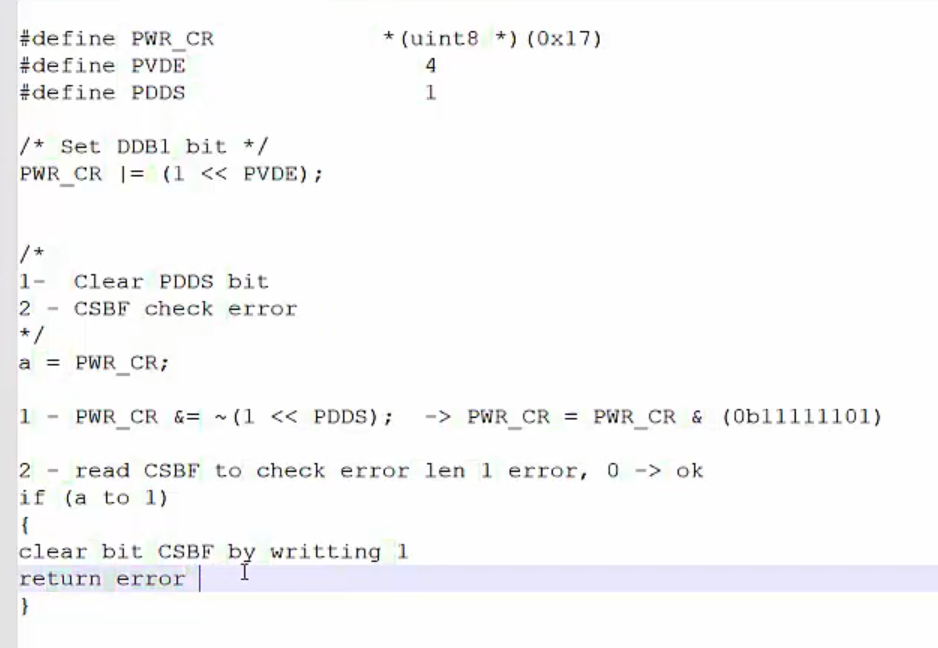 #define PWR_CR *(uint8 *)(0x17)
#define PVDE 4
#define PDDS 1
/* Set DDB1 bit */
PWR_CR |= (1 << PVDE);
/*
1- Clear PDDS bit
2 - CSBF check error
*/
a = PWR_CR;
1 - PWR_CR &= ~(1 << PDDS); -> PWR_CR = PWR_CR & (0b11111101)
2 - read CSBF to check error len 1 error, 0 -> ok
if (a to 1)
{
clear bit CSBF by writting 1
return error
}